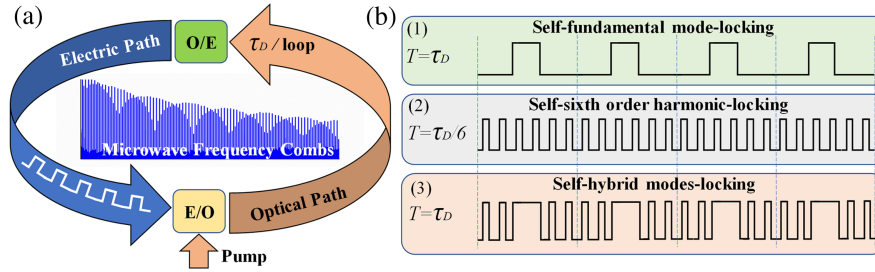 (a)
Electric Path
O/E
τD / loop
Microwave Frequency Combs
E/O
Optical Path
Pump
(b)
(1)
Self-fundamental mode-locking
T=τD
(2)
Self-sixth order harmonic-locking
T=τD/6
(3)
Self-hybrid modes-locking
T=τD